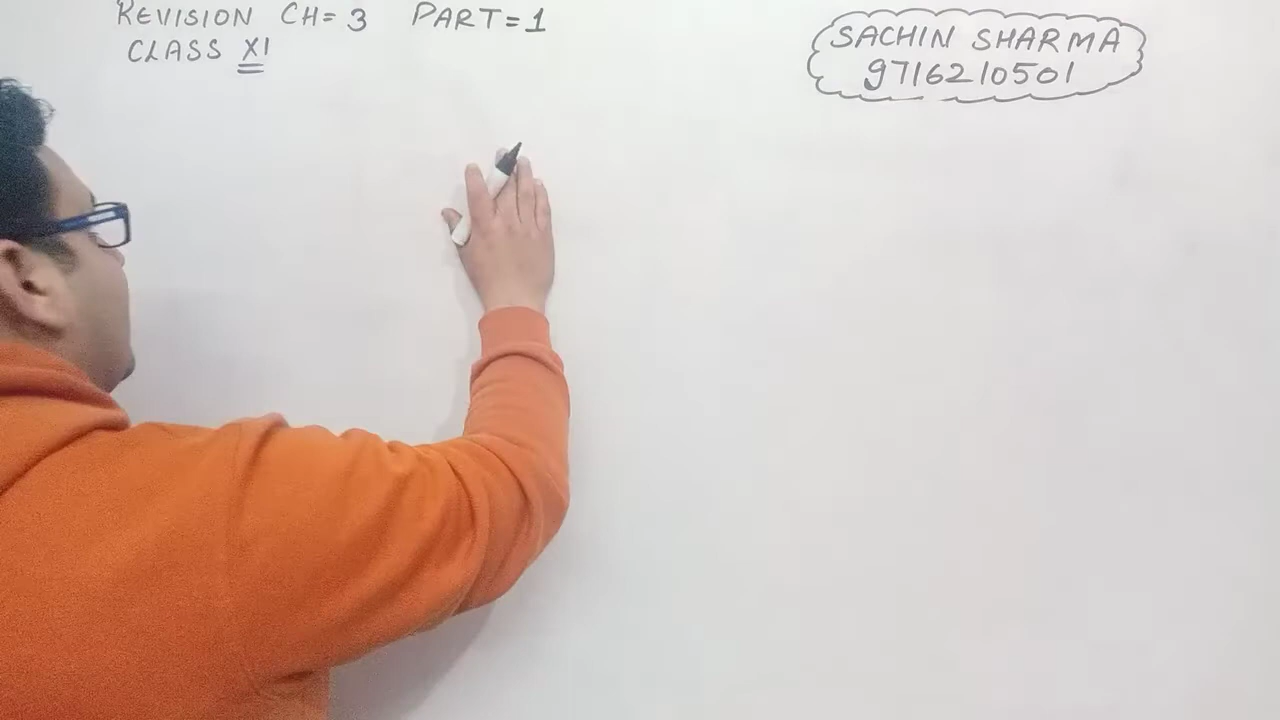 REVISION CH=3 PART=1
CLASS XI
SACHIN SHARMA
9716210501